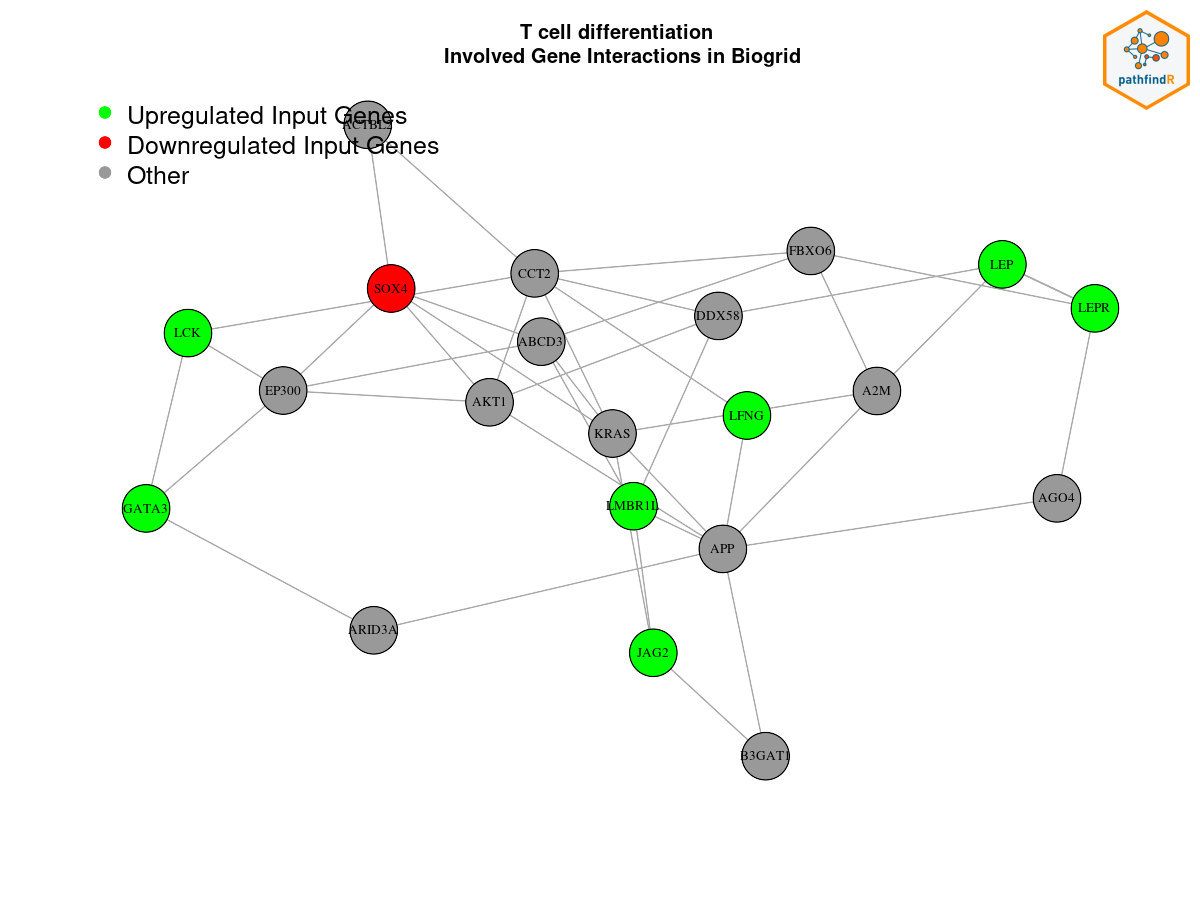 T cell differentiation
Involved Gene Interactions in Biogrid
pathfindR
Upregulated Input Genes
Downregulated Input Genes
Other
ACTBL2
FBXO6
LEP
CCT2
SOX4
LEPR
DDX58
LCK
ABCD3
EP300
A2M
AKT1
LFNG
KRAS
AGO4
LMBR1L
GATA3
APP
ARID3A
JAG2
B3GAT1